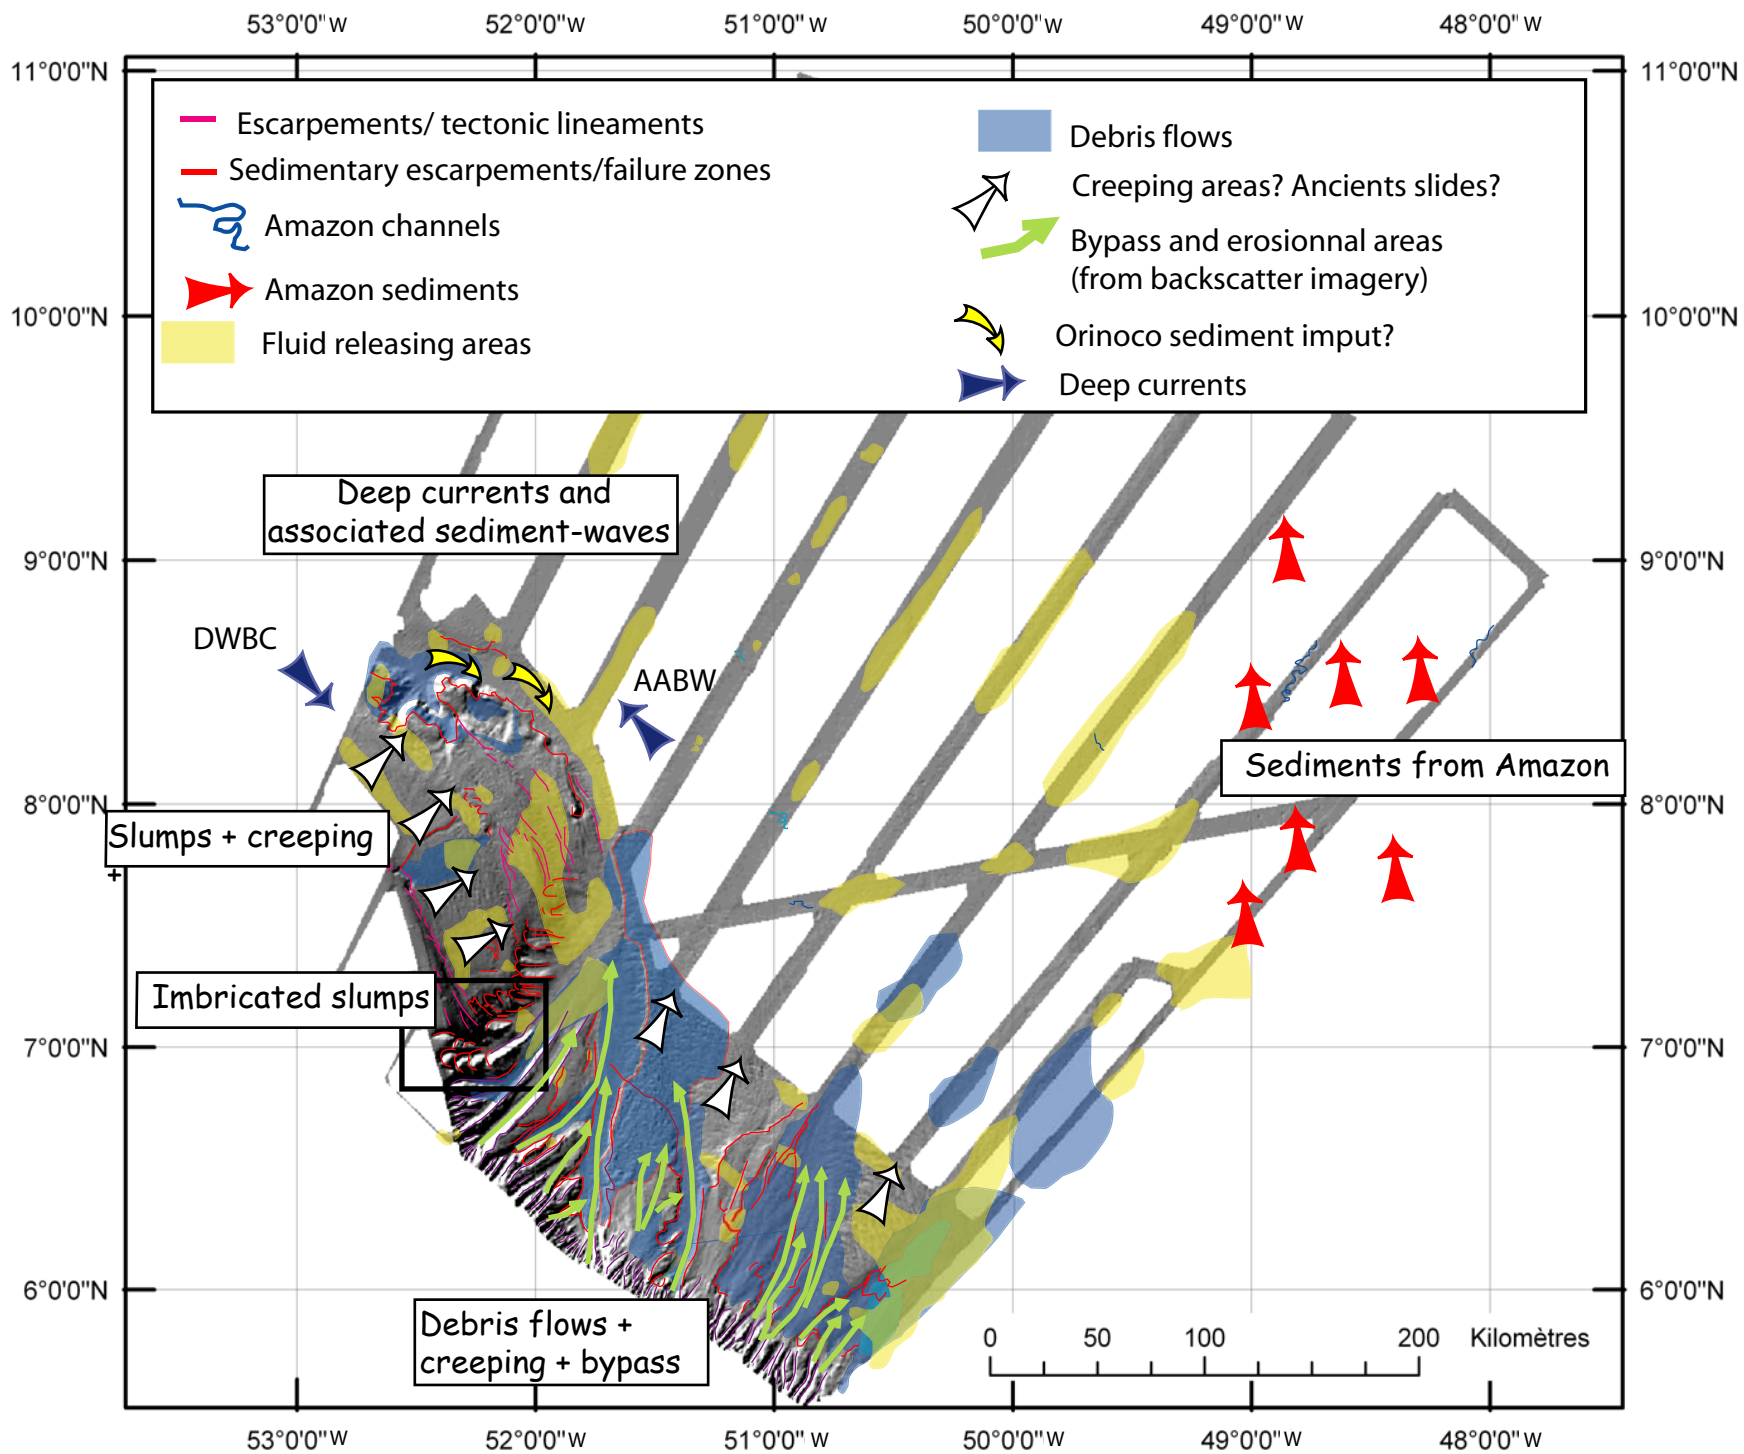 53°0'0"W 52°0'0"W 51°0'0"W 50°0'0"W 49°0'0"W 48°0'0"W
11°0'0"N 11°0'0"N
Escarpements/ tectonic lineaments
Sedimentary escarpements/failure zones
Amazon channels
Amazon sediments
Fluid releasing areas
Debris flows
Creeping areas? Ancients slides?
Bypass and erosionnal areas
(from backscatter imagery)
Orinoco sediment imput?
Deep currents
10°0'0"N 10°0'0"N
Deep currents and
associated sediment-waves
9°0'0"N 9°0'0"N
DWBC
AABW
Sediments from Amazon
8°0'0"N 8°0'0"N
Slumps + creeping
+
Imbricated slumps
7°0'0"N 7°0'0"N
6°0'0"N 6°0'0"N
Debris flows +
creeping + bypass
0 50 100 200 Kilomètres
53°0'0"W 52°0'0"W 51°0'0"W 50°0'0"W 49°0'0"W 48°0'0"W